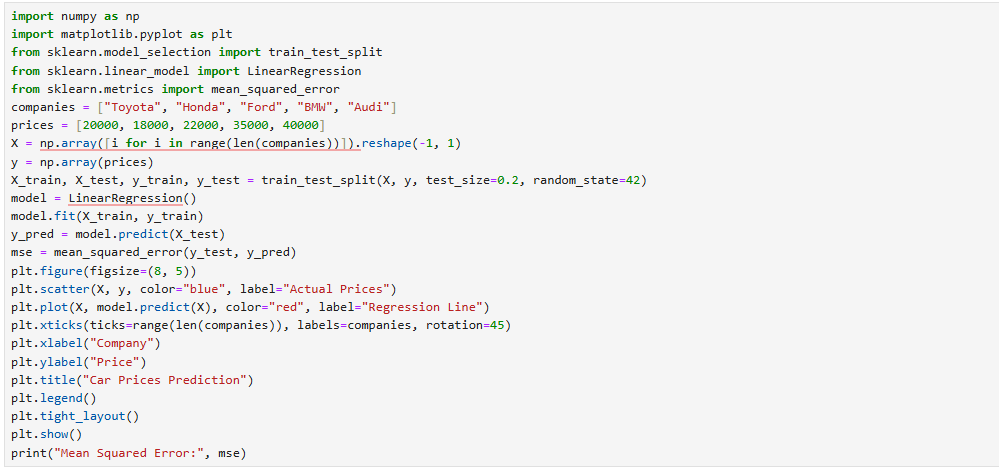 import numpy as np
import matplotlib.pyplot as plt
from sklearn.model_selection import train_test_split
from sklearn.linear_model import LinearRegression
from sklearn.metrics import mean_squared_error
companies = ["Toyota", "Honda", "Ford", "BMW", "Audi"]
prices = [20000, 18000, 22000, 35000, 40000]
X = np.array([i for i in range(len(companies))]).reshape(-1, 1)
y = np.array(prices)
X_train, X_test, y_train, y_test = train_test_split(X, y, test_size=0.2, random_state=42)
model = LinearRegression()
model.fit(X_train, y_train)
y_pred = model.predict(X_test)
mse = mean_squared_error(y_test, y_pred)
plt.figure(figsize=(8, 5))
plt.scatter(X, y, color="blue", label="Actual Prices")
plt.plot(X, model.predict(X), color="red", label="Regression Line")
plt.xticks(ticks=range(len(companies)), labels=companies, rotation=45)
plt.xlabel("Company")
plt.ylabel("Price")
plt.title("Car Prices Prediction")
plt.legend()
plt.tight_layout()
plt.show()
print("Mean Squared Error:", mse)